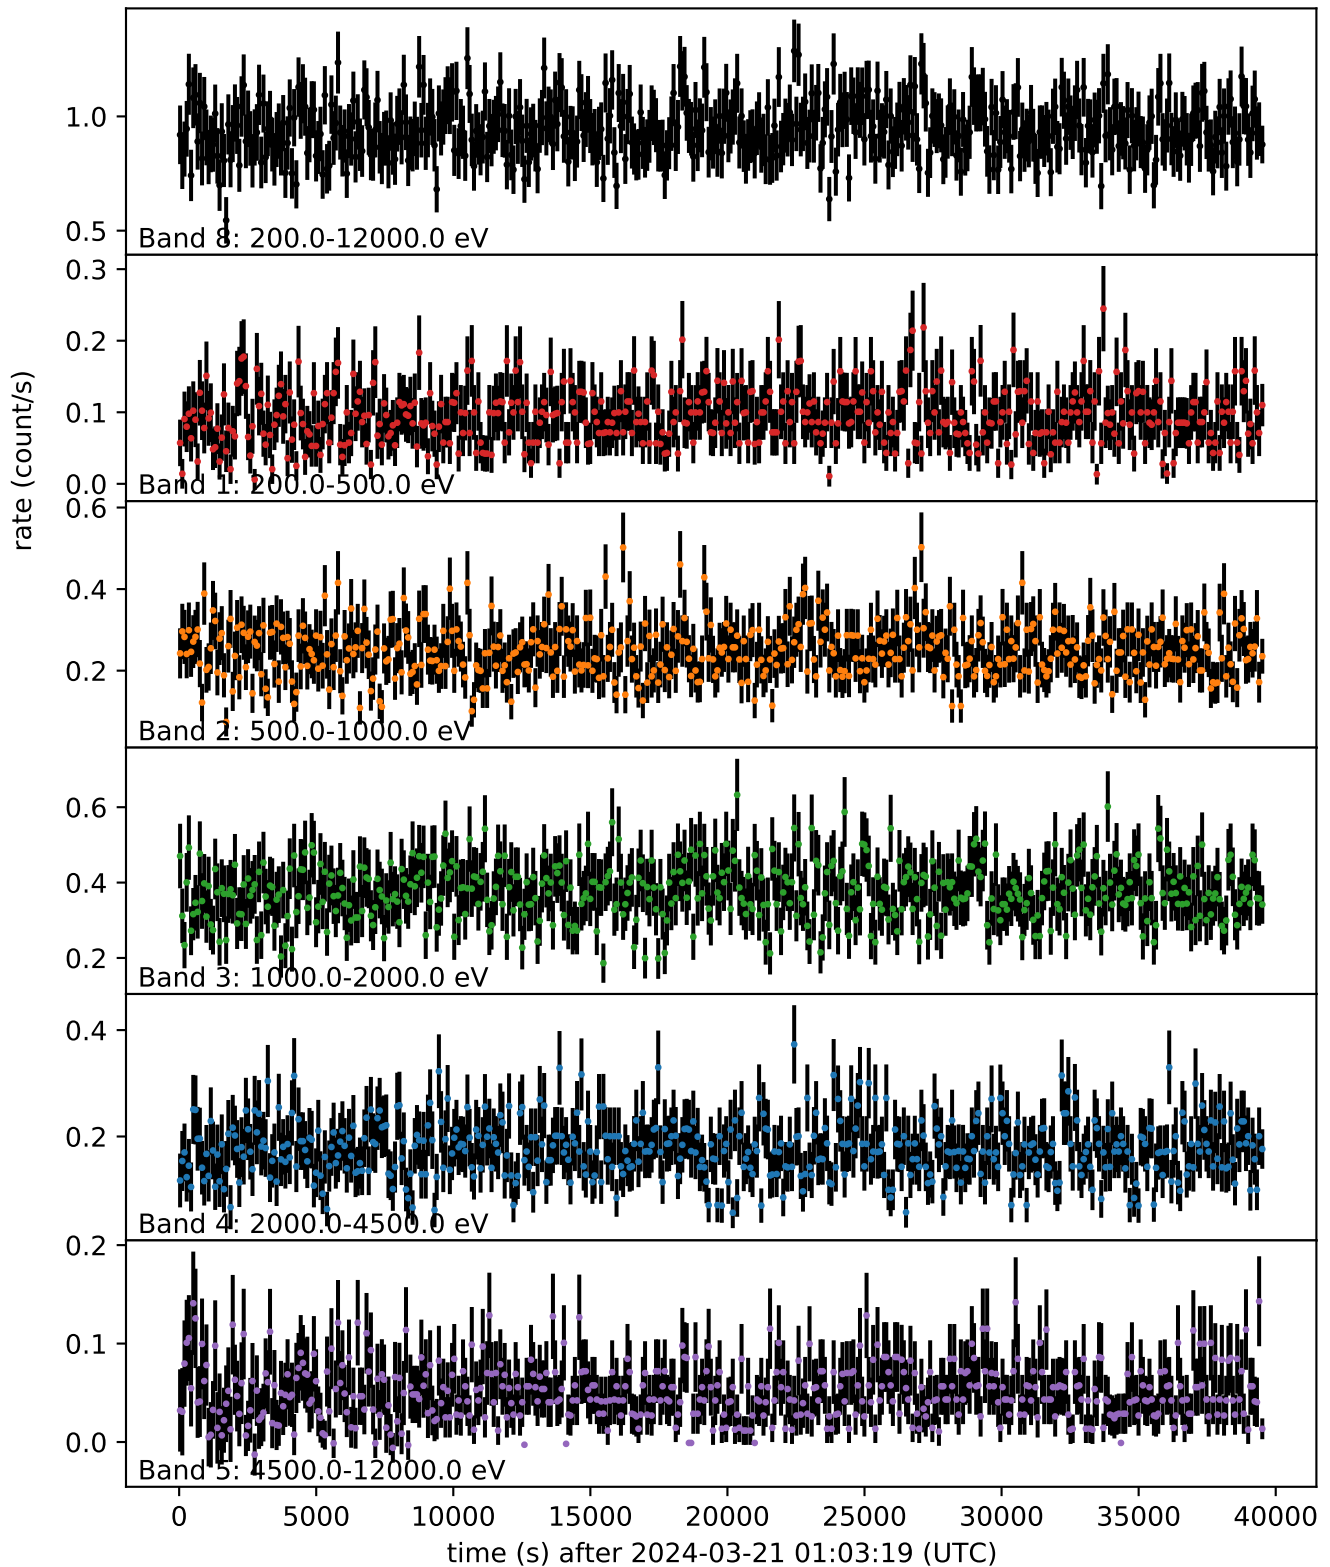 1.0
0.5
Band 8: 200.0-12000.0 eV
0.3
0.2
0.1
0.0
Band 1: 200.0-500.0 eV
rate (count/s)
0.6
0.4
0.2
Band 2: 500.0-1000.0 eV
0.6
0.4
0.2
Band 3: 1000.0-2000.0 eV
0.4
0.2
Band 4: 2000.0-4500.0 eV
0.2
0.1
0.0
Band 5: 4500.0-12000.0 eV
0 5000 10000 15000 20000 25000 30000 35000 40000
time (s) after 2024-03-21 01:03:19 (UTC)